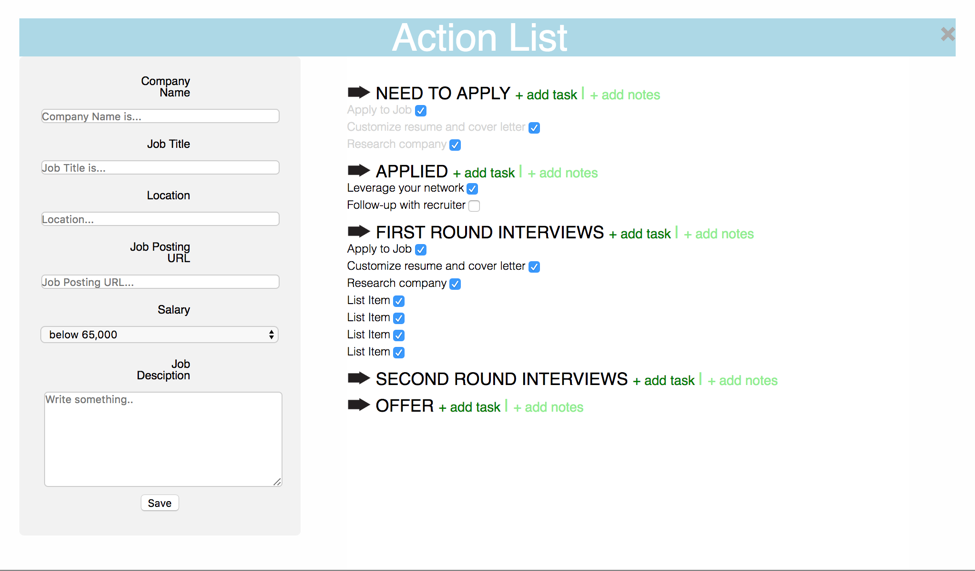 Action List
Company
Name
Company Name is...
Job Title
Job Title is...
Location
Location...
Job Posting
URL
Job Posting URL...
Salary
below 65,000
Job
Desciption
Write something..
Save
NEED TO APPLY + add task | + add notes
Apply to Job
Customize resume and cover letter
Research company
APPLIED + add task | + add notes
Leverage your network
Follow-up with recruiter
FIRST ROUND INTERVIEWS + add task | + add notes
Apply to Job
Customize resume and cover letter
Research company
List Item
List Item
List Item
List Item
SECOND ROUND INTERVIEWS + add task | + add notes
OFFER + add task | + add notes